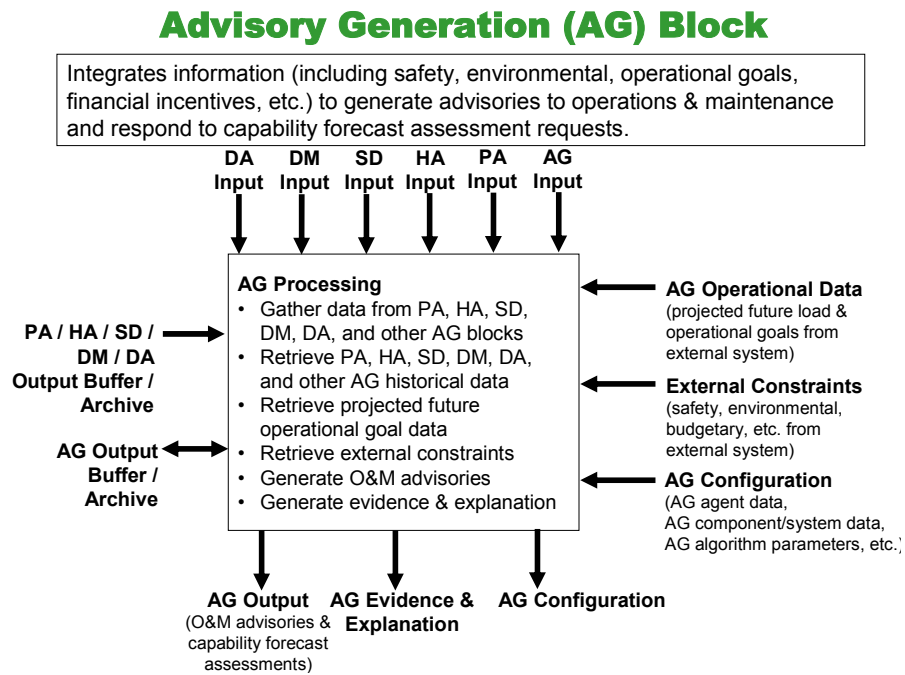 Advisory Generation (AG) Block
Integrates information (including safety, environmental, operational goals,
financial incentives, etc.) to generate advisories to operations & maintenance
and respond to capability forecast assessment requests.
DA
Input
DM
Input
SD
Input
HA
Input
PA
Input
AG
Input
PA / HA / SD /
DM / DA
Output Buffer /
Archive
AG Output
Buffer /
Archive
AG Processing
• Gather data from PA, HA, SD,
DM, DA, and other AG blocks
• Retrieve PA, HA, SD, DM, DA,
and other AG historical data
• Retrieve projected future
operational goal data
• Retrieve external constraints
• Generate O&M advisories
• Generate evidence & explanation
AG Operational Data
(projected future load &
operational goals from
external system)
External Constraints
(safety, environmental,
budgetary, etc. from
external system)
AG Configuration
(AG agent data,
AG component/system data,
AG algorithm parameters, etc.)
AG Output
(O&M advisories &
capability forecast
assessments)
AG Evidence &
Explanation
AG Configuration